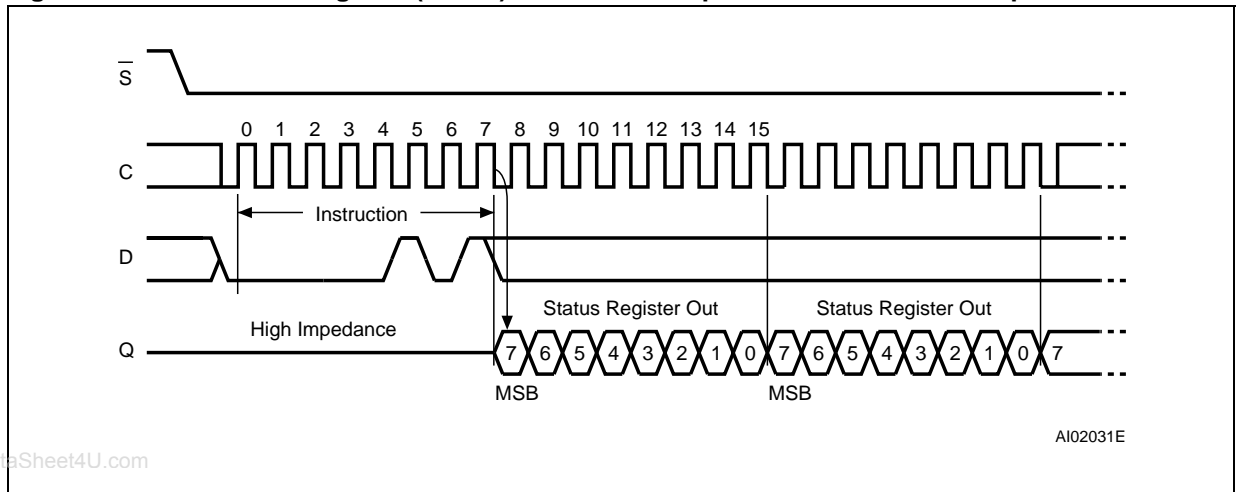 S
0 1 2 3 4 5 6 7 8 9 10 11 12 13 14 15
C
Instruction
D
Status Register Out Status Register Out
High Impedance
Q 7 6 5 4 3 2 1 0 7 6 5 4 3 2 1 0 7
MSB MSB
AI02031E
aSheet4U.com